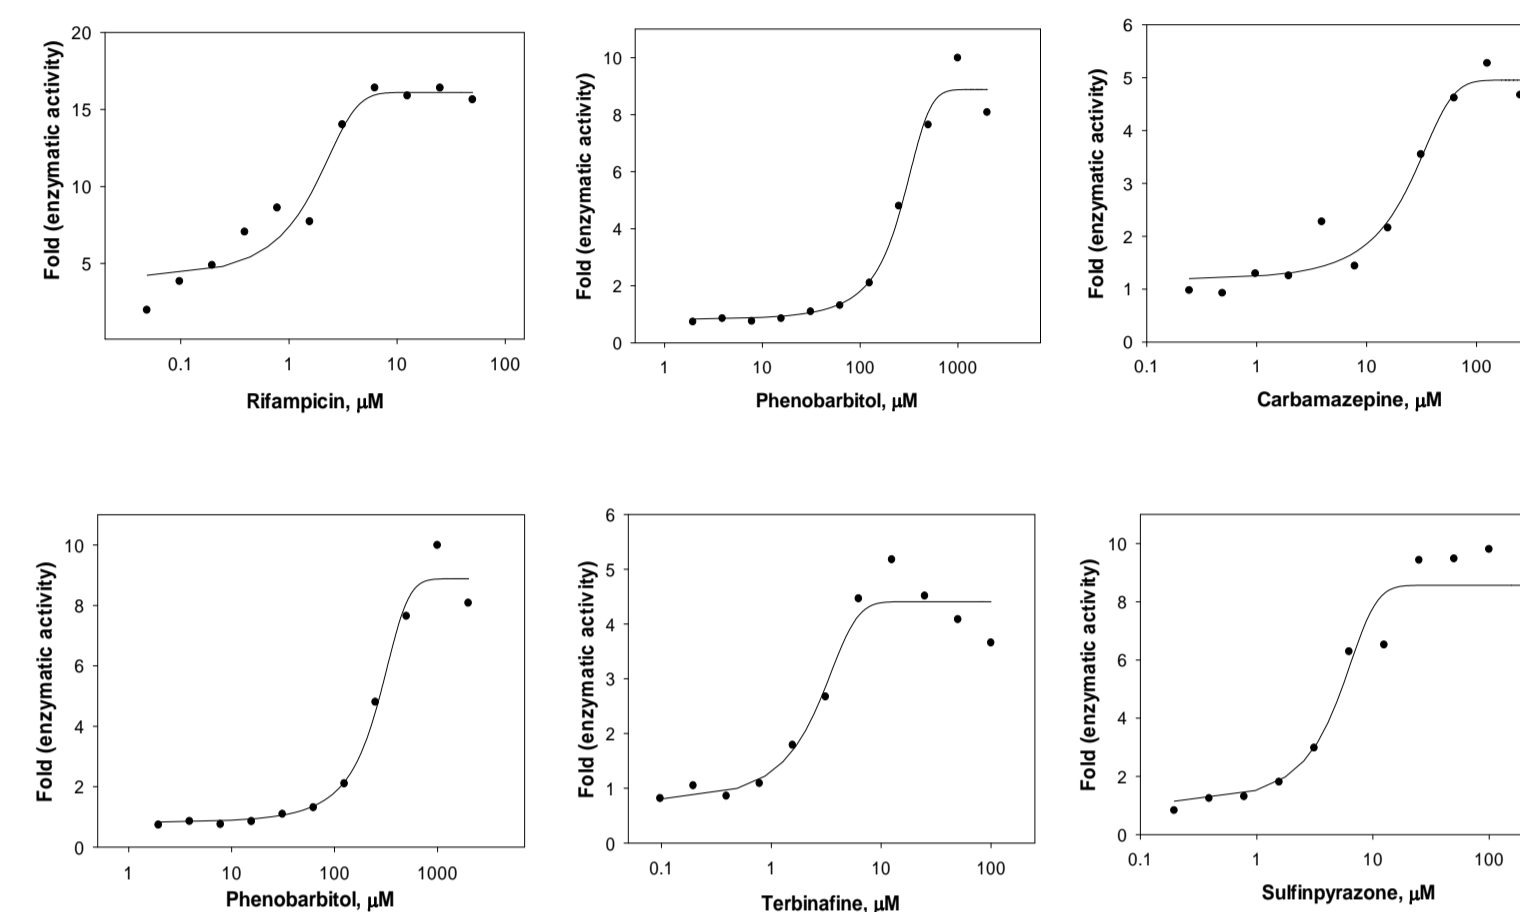 20
15
10
5
Fold (enzymatic activity)
0.1 1 10 100
Rifampicin, µM
10
8
6
4
2
0
Fold (enzymatic activity)
1 10 100 1000
Phenobarbitol, µM
6
5
4
3
2
1
0
Fold (enzymatic activity)
0.1 1 10 100
Carbamazepine, µM
10
8
6
4
2
0
Fold (enzymatic activity)
1 10 100 1000
Phenobarbitol, µM
6
5
4
3
2
1
0
Fold (enzymatic activity)
0.1 1 10 100
Terbinafine, µM
10
8
6
4
2
0
Fold (enzymatic activity)
0.1 1 10 100
Sulfinpyrazone, µM